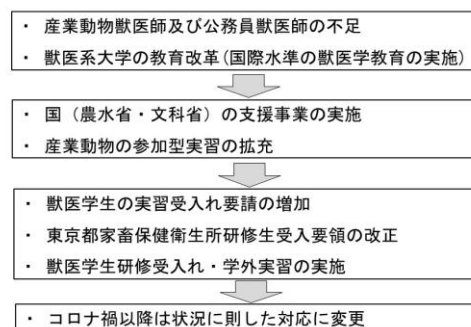 ・ 産業動物獣医師及び公務員獣医師の不足
・ 獣医系大学の教育改革(国際水準の獣医学教育の実施)
・ 国（農水省・文科省）の支援事業の実施
・ 産業動物の参加型実習の拡充
・ 獣医学生の実習受入れ要請の増加
・ 東京都家畜保健衛生所研修生受入要領の改正
・ 獣医学生研修受入れ・学外実習の実施
・ コロナ禍以降は状況に則した対応に変更